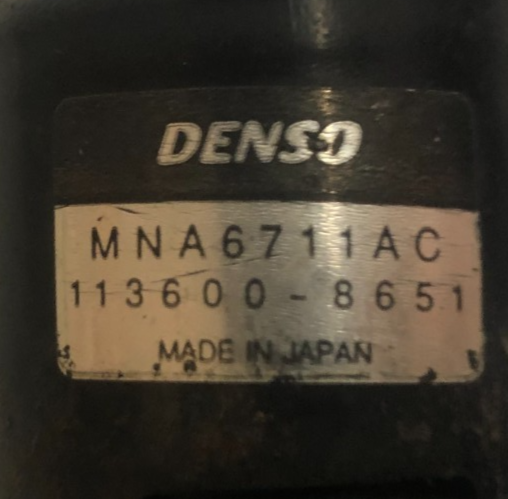 DENSO
MNA6711AC
113600-8651
MADE IN JAPAN